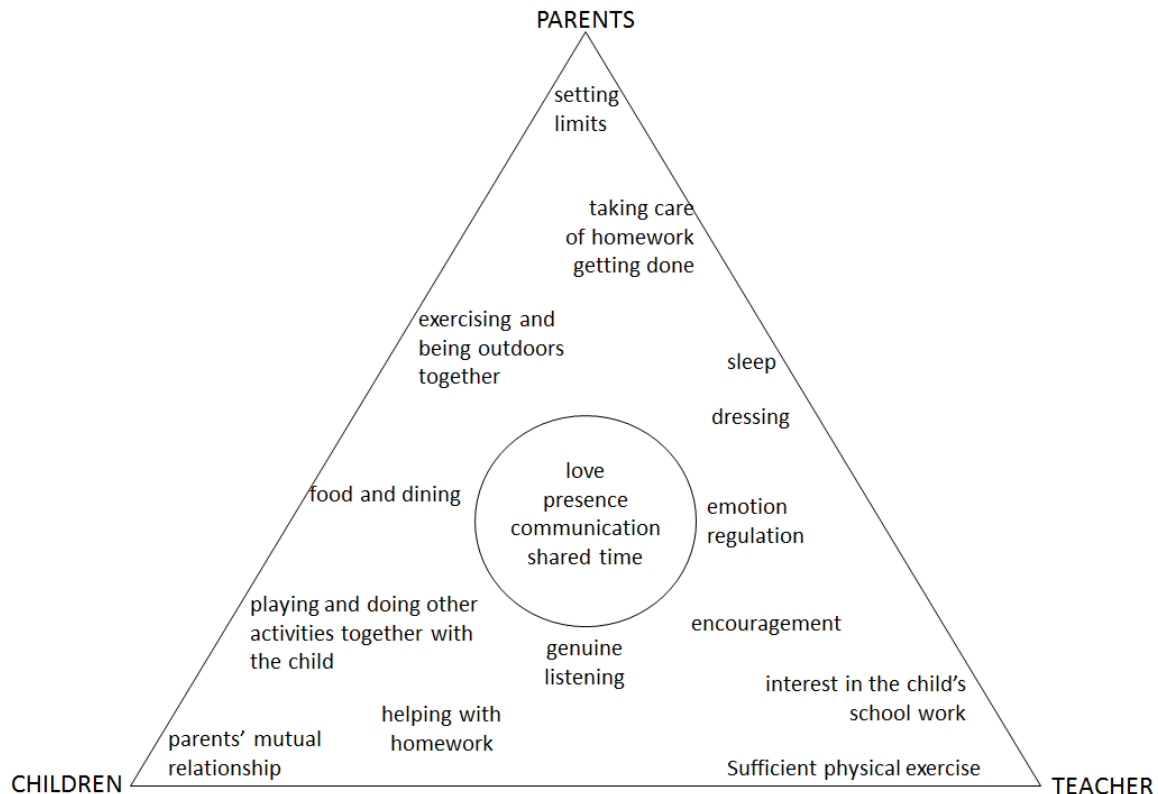 PARENTS
setting
limits
taking care
of homework
getting done
exercising and
being outdoors
together
sleep
dressing
food and dining
love
presence
communication
shared time
emotion
regulation
playing and doing other
activities together with
the child
encouragement
genuine
listening
interest in the child’s
school work
helping with
homework
parents’ mutual
relationship
Sufficient physical exercise
CHILDREN
TEACHER